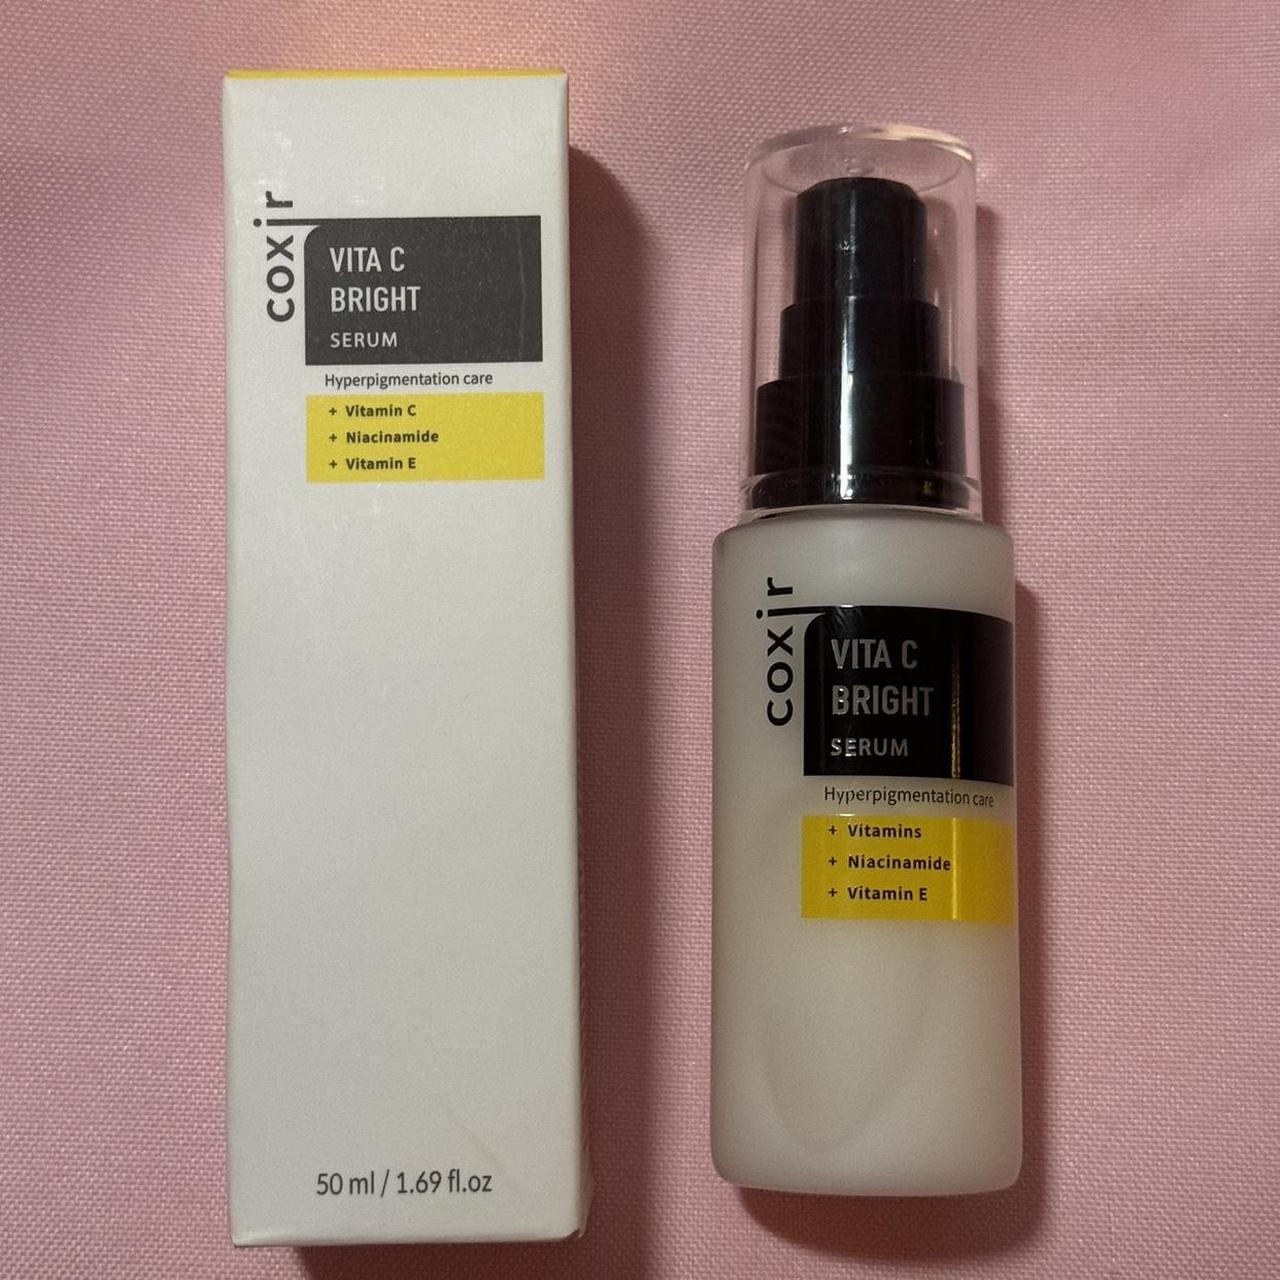 coxir
VITA C
BRIGHT
SERUM
Hyperpigmentation care
+ Vitamin C
+ Niacinamide
+ Vitamin E
50 ml / 1.69 fl.oz
coxir
VITA C
BRIGHT
SERUM
Hyperpigmentation care
+ Vitamins
+ Niacinamide
+ Vitamin E